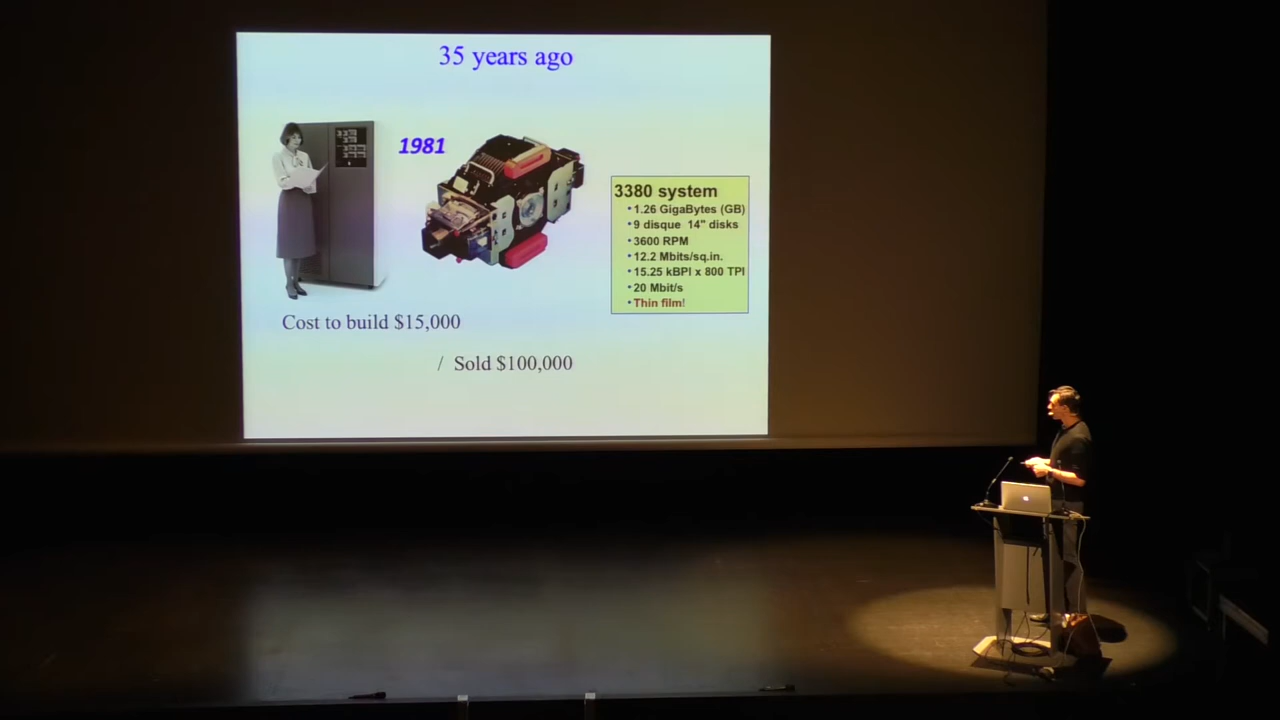 35 years ago
1981
3380 system
•1.26 GigaBytes (GB)
•9 disque 14" disks
•3600 RPM
•12.2 Mbits/sq.in.
•15.25 kBPI x 800 TPI
•20 Mbit/s
•Thin film!
Cost to build $15,000
/ Sold $100,000